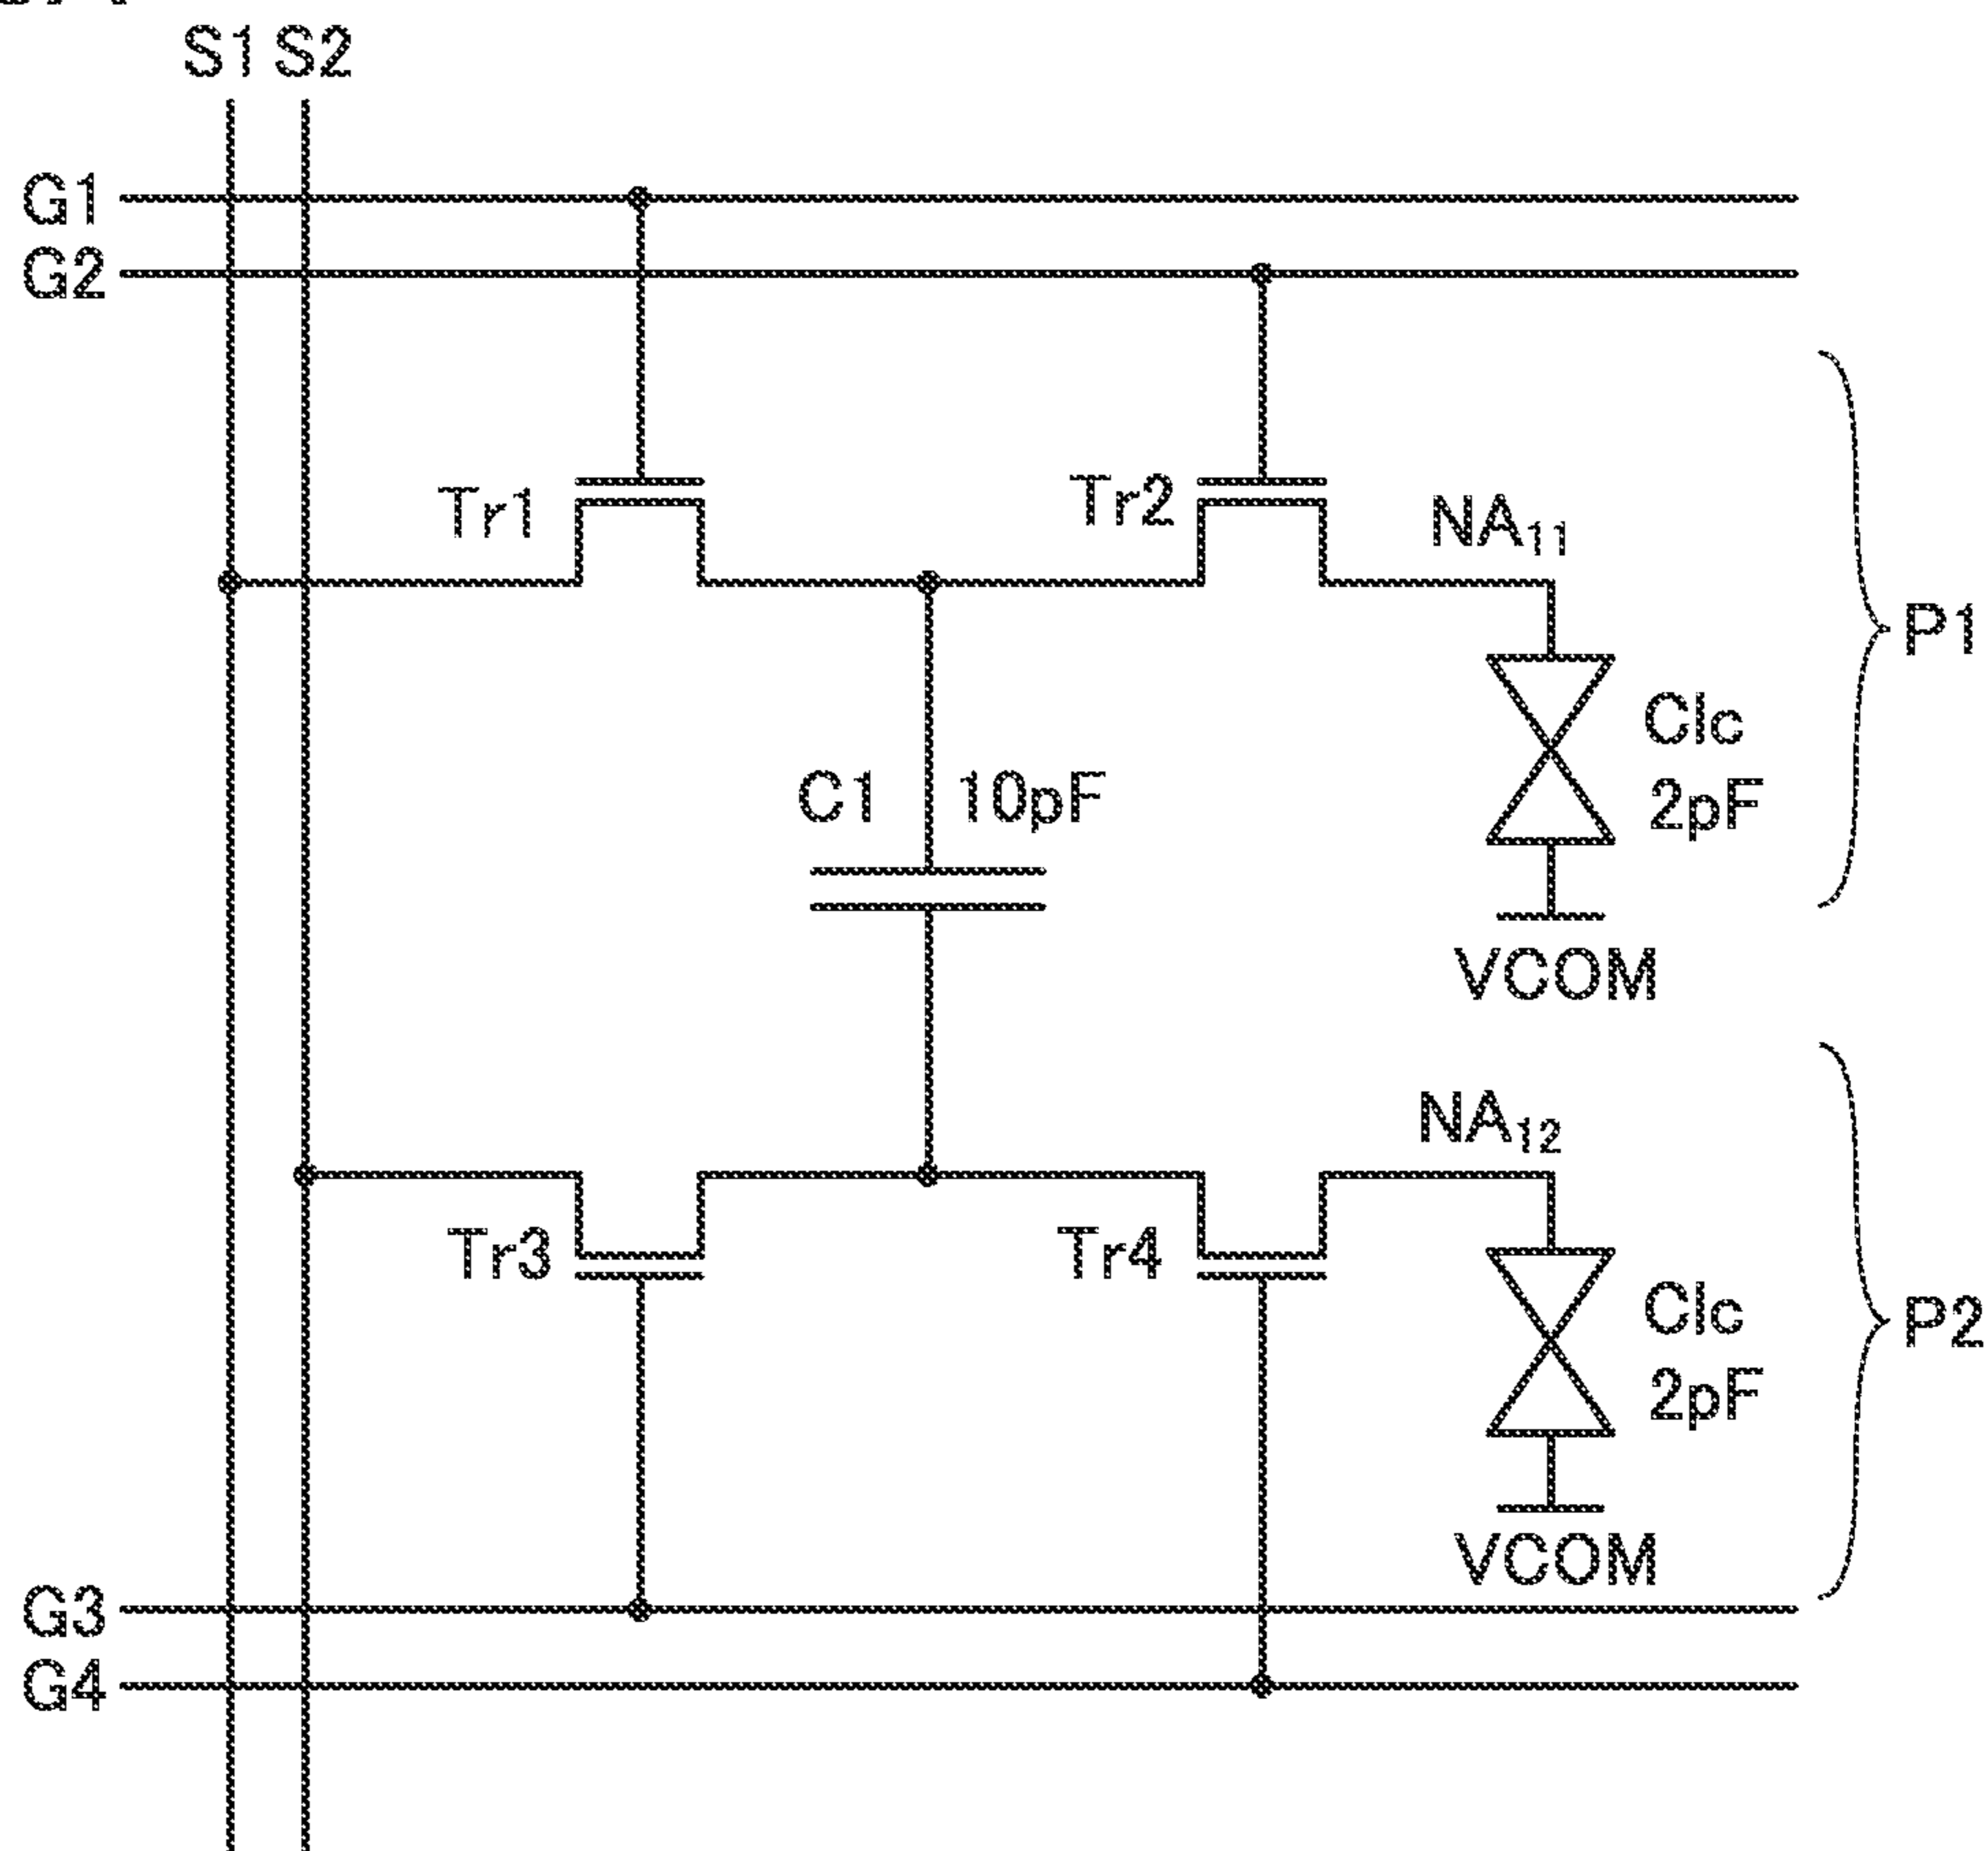 S1 S2
G1
G2
Tr1
Tr2
NA₁₁
P1
Clc
2pF
C1 10pF
VCOM
NA₁₂
Tr3
Tr4
Clc
2pF
P2
VCOM
G3
G4